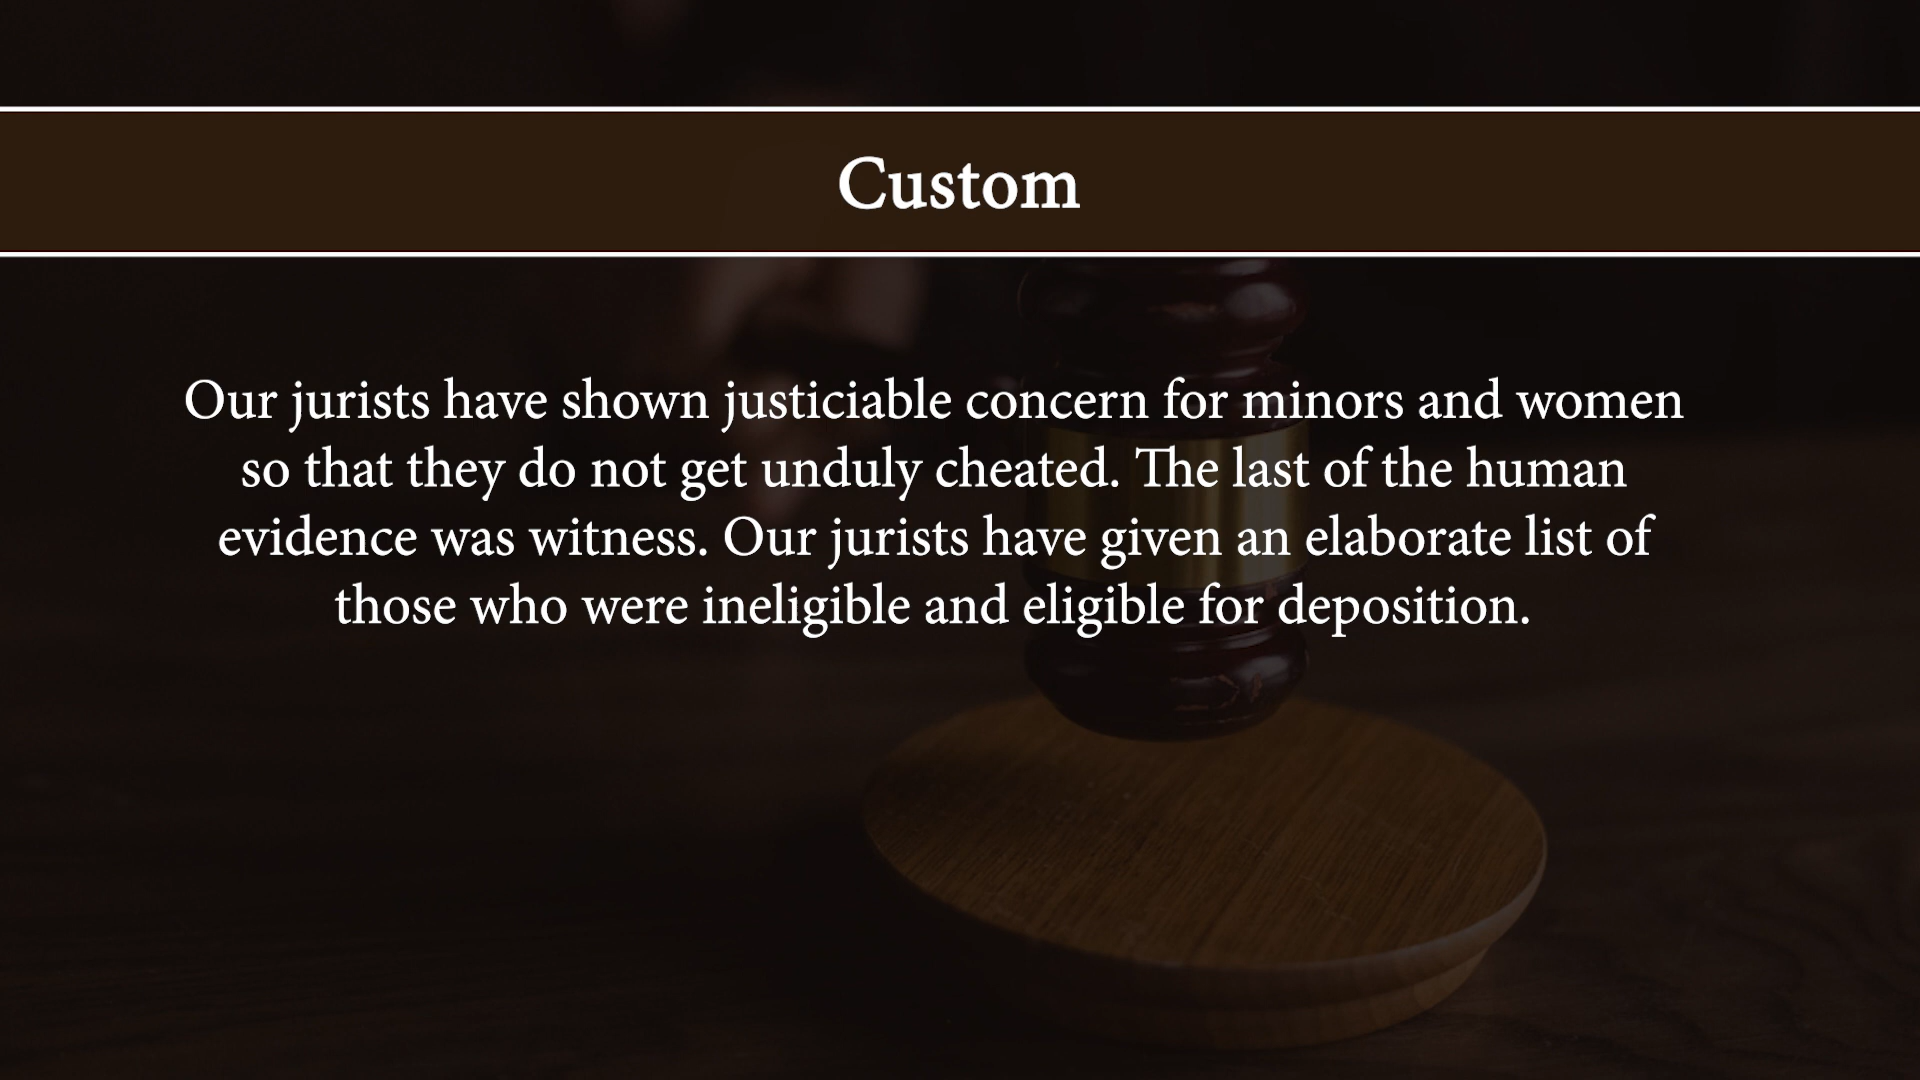 Custom
Our jurists have shown justiciable concern for minors and women
so that they do not get unduly cheated. The last of the human
evidence was witness. Our jurists have given an elaborate list of
those who were ineligible and eligible for deposition.